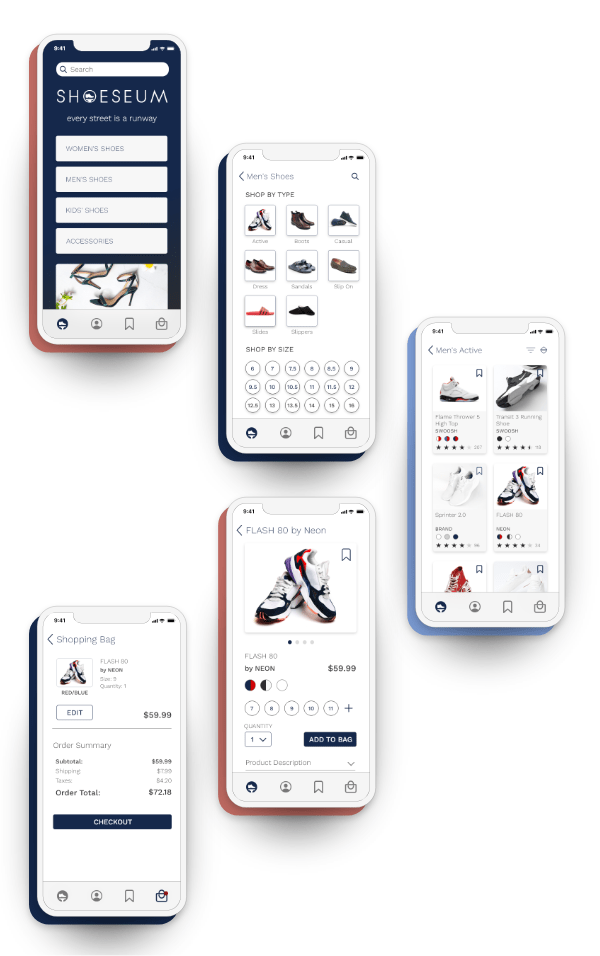 9:41
Search
SHOESEUM
every street is a runway
WOMEN'S SHOES
MEN'S SHOES
KIDS' SHOES
ACCESSORIES
9:41
Men's Shoes
SHOP BY TYPE
Active Boots Casual
Dress Sandals Slip On
Slides Slippers
SHOP BY SIZE
6 7 7.5 8 8.5 9
9.5 10 10.5 11 11.5 12
12.5 13 13.5 14 15 16
9:41
Men's Active
Flame Thrower 5
High Top
SWOOSH
Transit 3 Running
Shoe
SWOOSH
Sprinter 2.0
BRAND
FLASH 80
NEON
9:41
FLASH 80 by Neon
FLASH 80
by NEON $59.99
7 8 9 10 11 +
QUANTITY
1 ADD TO BAG
Product Description
9:41
Shopping Bag
FLASH 80
by NEON
Size: 9
Quantity: 1
RED/BLUE
EDIT $59.99
Order Summary
Subtotal: $59.99
Shipping: $7.99
Taxes: $4.20
Order Total: $72.18
CHECKOUT